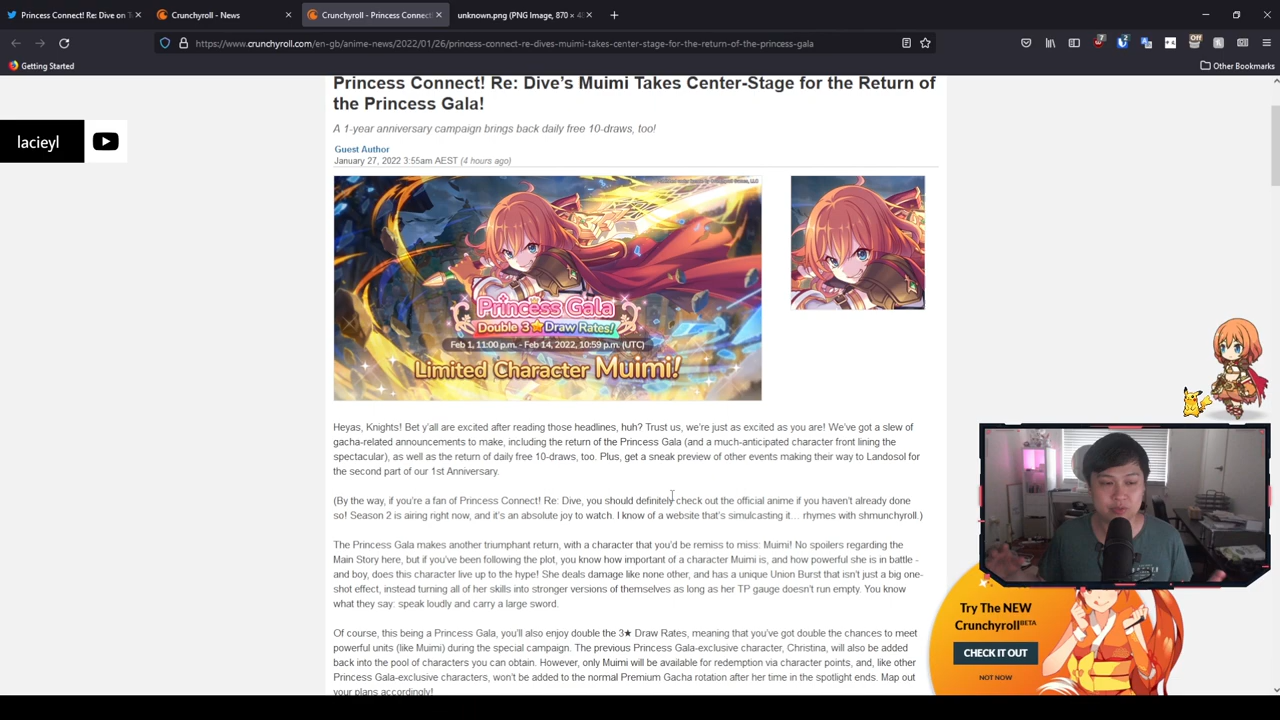 Princess Connect! Re: Dive on T
Crunchyroll - News
Crunchyroll - Princess Connect!
unknown.png (PNG Image, 870 × 4
https://www.crunchyroll.com/en-gb/anime-news/2022/01/26/princess-connect-re-dives-muimi-takes-center-stage-for-the-return-of-the-princess-gala
7
2
Off
Getting Started
Other Bookmarks
lacieyl
Princess Connect! Re: Dive's Muimi Takes Center-Stage for the Return of
the Princess Gala!
A 1-year anniversary campaign brings back daily free 10-draws, too!
Guest Author
January 27, 2022 3:55am AEST (4 hours ago)
Princess Gala
Double 3★Draw Rates!
Feb 1, 11:00 p.m. - Feb 14, 2022, 10:59 p.m. (UTC)
Limited Character Muimi!
Heyas, Knights! Bet y'all are excited after reading those headlines, huh? Trust us, we're just as excited as you are! We've got a slew of
gacha-related announcements to make, including the return of the Princess Gala (and a much-anticipated character front lining the
spectacular), as well as the return of daily free 10-draws, too. Plus, get a sneak preview of other events making their way to Landosol for
the second part of our 1st Anniversary.
(By the way, if you're a fan of Princess Connect! Re: Dive, you should definitely check out the official anime if you haven't already done
so! Season 2 is airing right now, and it's an absolute joy to watch. I know of a website that's simulcasting it… rhymes with shmunchyroll.)
The Princess Gala makes another triumphant return, with a character that you'd be remiss to miss: Muimi! No spoilers regarding the
Main Story here, but if you've been following the plot, you know how important of a character Muimi is, and how powerful she is in battle -
and boy, does this character live up to the hype! She deals damage like none other, and has a unique Union Burst that isn't just a big one-
shot effect, instead turning all of her skills into stronger versions of themselves as long as her TP gauge doesn't run empty. You know
what they say: speak loudly and carry a large sword.
Of course, this being a Princess Gala, you'll also enjoy double the 3★ Draw Rates, meaning that you've got double the chances to meet
powerful units (like Muimi) during the special campaign. The previous Princess Gala-exclusive character, Christina, will also be added
back into the pool of characters you can obtain. However, only Muimi will be available for redemption via character points, and, like other
Princess Gala-exclusive characters, won't be added to the normal Premium Gacha rotation after her time in the spotlight ends. Map out
your plans accordingly!
Try The NEW
Crunchyroll BETA
CHECK IT OUT
NOT NOW